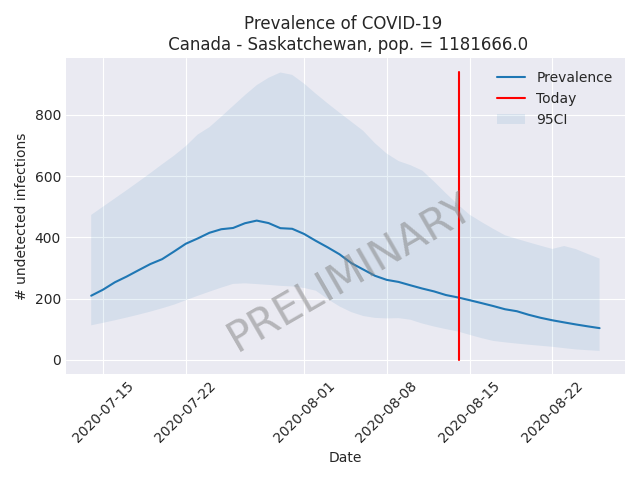 Prevalence of COVID-19
Canada - Saskatchewan, pop. = 1181666.0
Prevalence
Today
95CI
800
600
400
200
0
# undetected infections
PRELIMINARY
2020-07-15
2020-07-22
2020-08-01
2020-08-08
2020-08-15
2020-08-22
Date